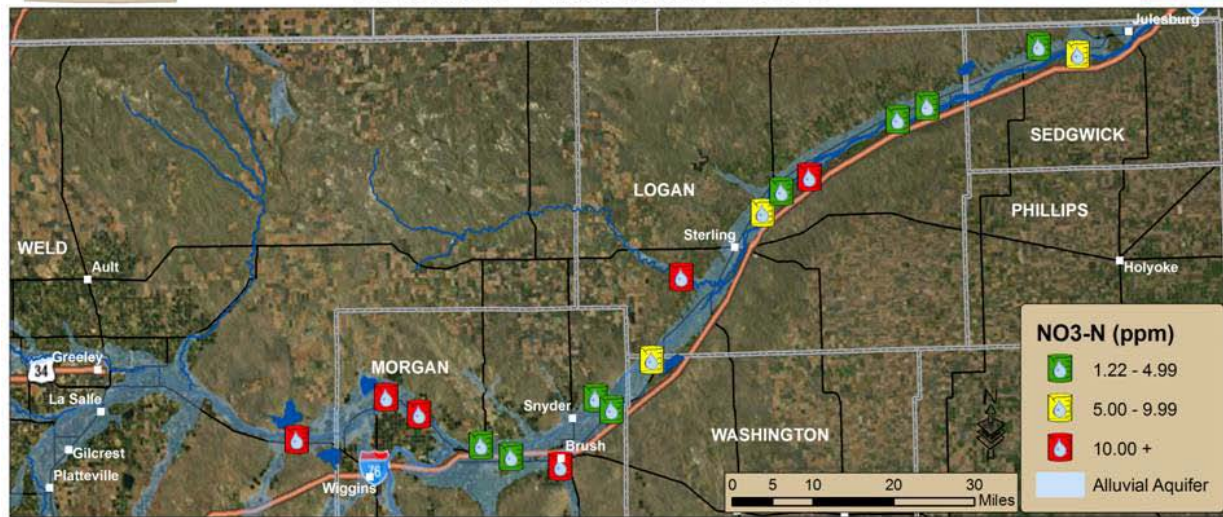 Julesburg
SEDGWICK
LOGAN
PHILLIPS
WELD
Sterling
Ault
Holyoke
NO3-N (ppm)
1.22 - 4.99
5.00 - 9.99
10.00 +
Alluvial Aquifer
MORGAN
34
Greeley
La Salle
Snyder
WASHINGTON
Gilcrest
Brush
Platteville
76
Wiggins
N
0 5 10 20 30
Miles